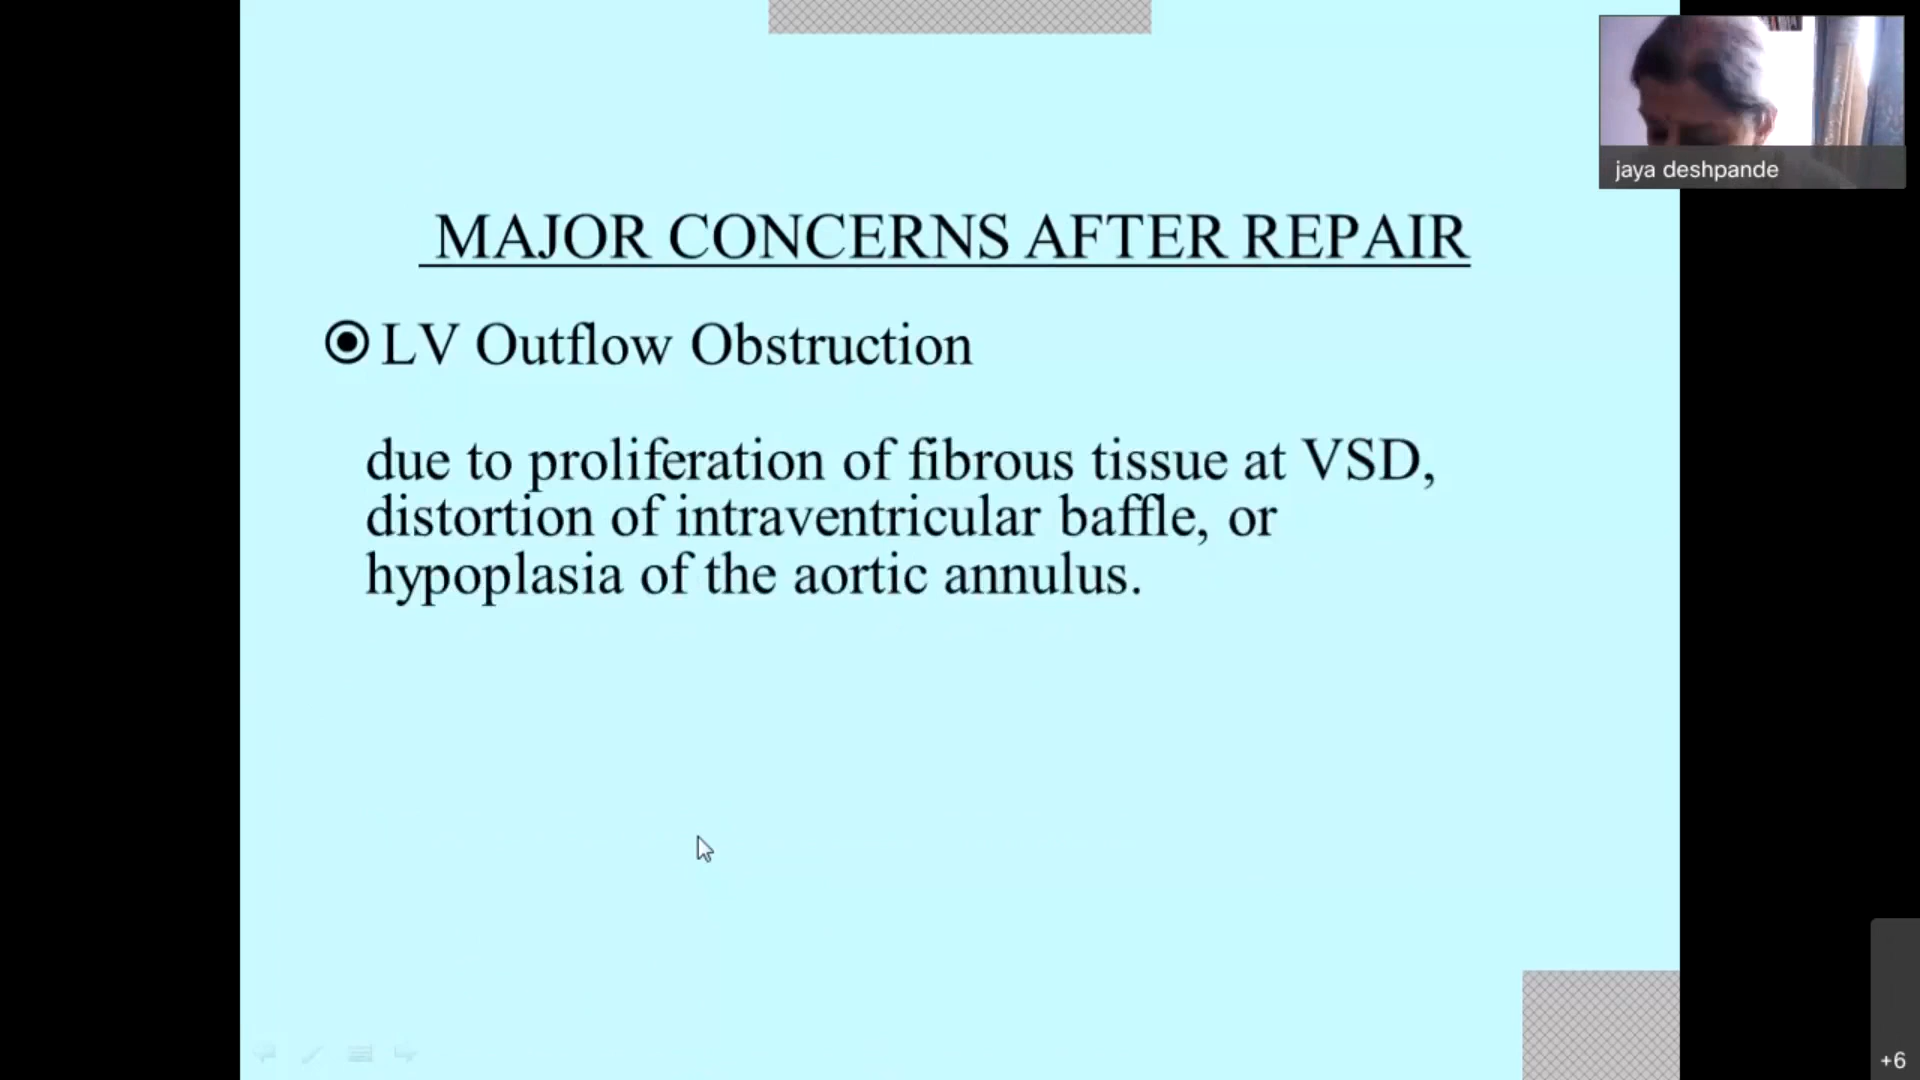 jaya deshpande
MAJOR CONCERNS AFTER REPAIR
LV Outflow Obstruction
due to proliferation of fibrous tissue at VSD,
distortion of intraventricular baffle, or
hypoplasia of the aortic annulus.
+6